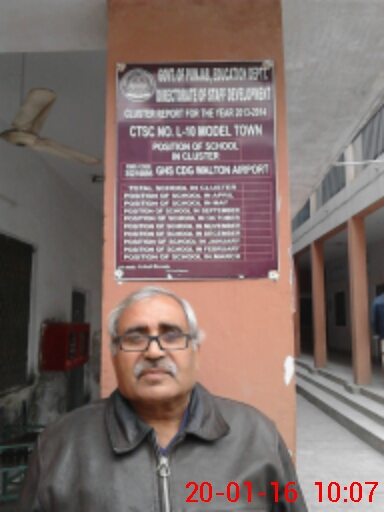 GOVT. OF PUNJAB, EDUCATION DEPTT.
DIRECTORATE OF STAFF DEVELOPMENT
CLUSTER REPORT FOR THE YEAR 2013-2014
CTSC NO. L-10 MODEL TOWN
POSITION OF SCHOOL
IN CLUSTER
GHS CDG WALTON AIRPORT
TOTAL SCHOOL IN CLUSTER
POSITION OF SCHOOL IN APRIL
POSITION OF SCHOOL IN MAY
POSITION OF SCHOOL IN SEPTEMBER
POSITION OF SCHOOL IN OCTOBER
POSITION OF SCHOOL IN NOVEMBER
POSITION OF SCHOOL IN DECEMBER
POSITION OF SCHOOL IN JANUARY
POSITION OF SCHOOL IN FEBRUARY
POSITION OF SCHOOL IN MARCH
20-01-16 10:07